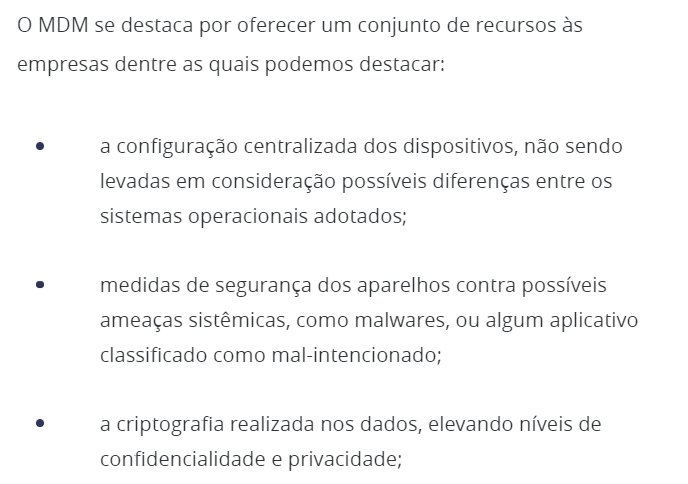 O MDM se destaca por oferecer um conjunto de recursos às
empresas dentre as quais podemos destacar:
• a configuração centralizada dos dispositivos, não sendo
levadas em consideração possíveis diferenças entre os
sistemas operacionais adotados;
• medidas de segurança dos aparelhos contra possíveis
ameaças sistêmicas, como malwares, ou algum aplicativo
classificado como mal-intencionado;
• a criptografia realizada nos dados, elevando níveis de
confidencialidade e privacidade;